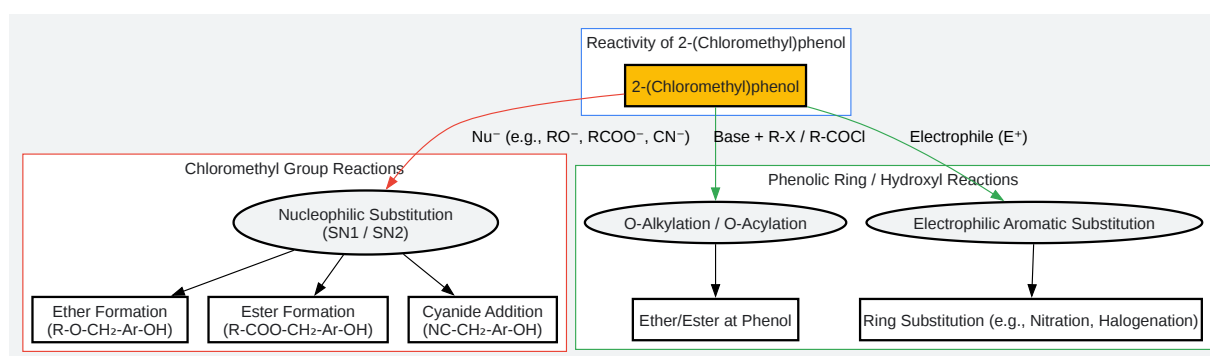 Reactivity of 2-(Chloromethyl)phenol
2-(Chloromethyl)phenol
Nu⁻ (e.g., RO⁻, RCOO⁻, CN⁻)
Base + R-X / R-COCl
Electrophile (E⁺)
Chloromethyl Group Reactions
Phenolic Ring / Hydroxyl Reactions
Nucleophilic Substitution
(SN1 / SN2)
O-Alkylation / O-Acylation
Electrophilic Aromatic Substitution
Ether Formation
(R-O-CH₂-Ar-OH)
Ester Formation
(R-COO-CH₂-Ar-OH)
Cyanide Addition
(NC-CH₂-Ar-OH)
Ether/Ester at Phenol
Ring Substitution (e.g., Nitration, Halogenation)